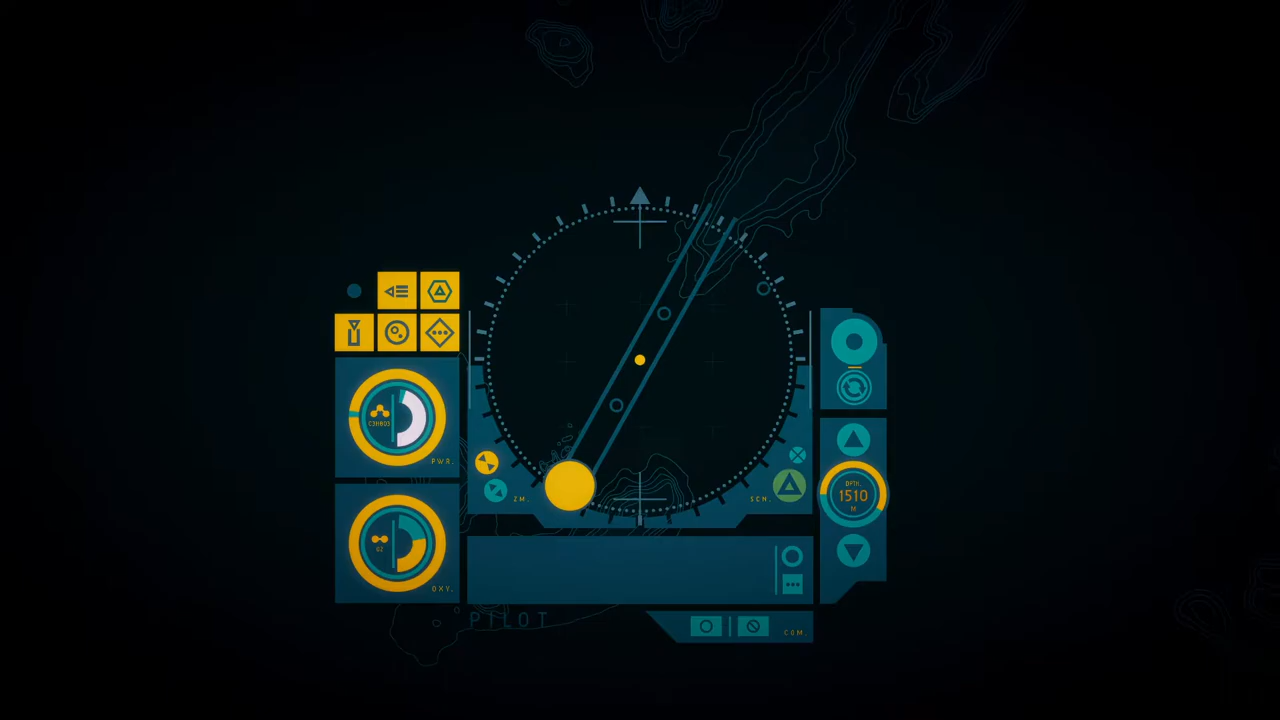 C3H8O3
PWR.
ZM.
SCN.
DPTH.
1510
M
O2
OXY.
PILOT
COM.